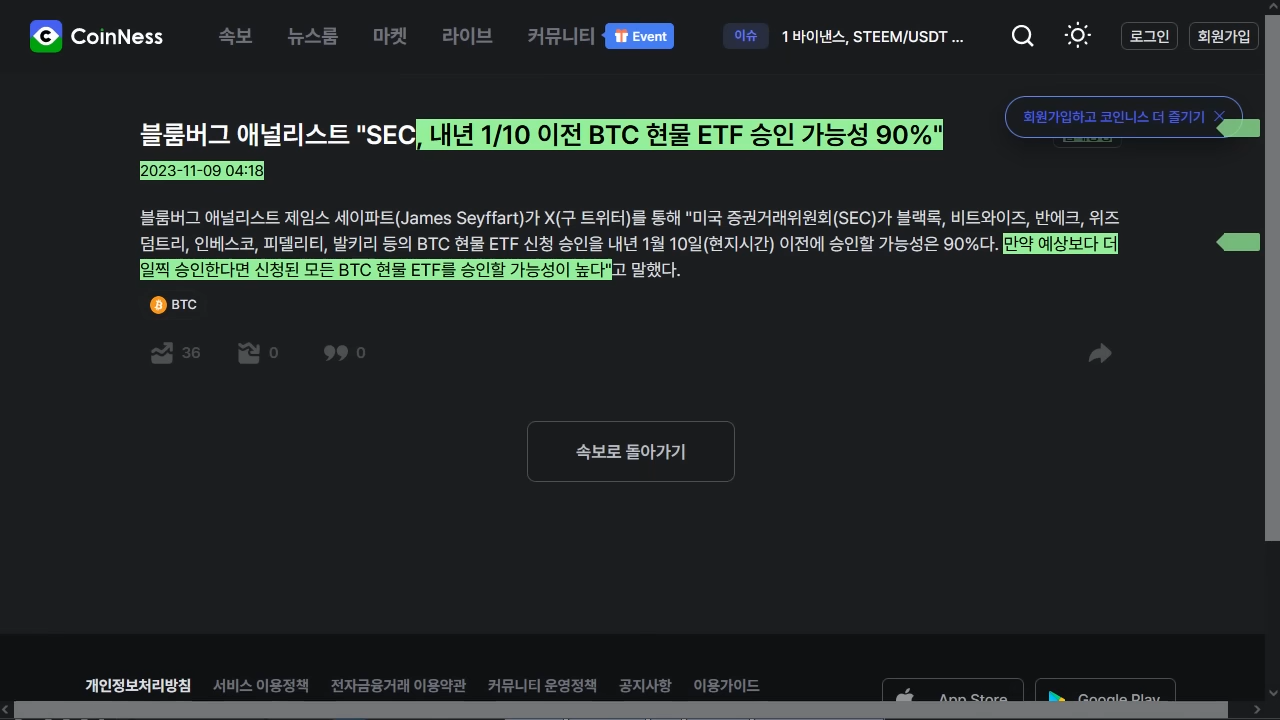 CoinNess 속보 뉴스룸 마켓 라이브 커뮤니티 Event 이슈 1 바이낸스, STEEM/USDT ... 로그인 회원가입
회원가입하고 코인니스 더 즐기기
블룸버그 애널리스트 "SEC, 내년 1/10 이전 BTC 현물 ETF 승인 가능성 90%"
2023-11-09 04:18
블룸버그 애널리스트 제임스 세이파트(James Seyffart)가 X(구 트위터)를 통해 "미국 증권거래위원회(SEC)가 블랙록, 비트와이즈, 반에크, 위즈
덤트리, 인베스코, 피델리티, 발키리 등의 BTC 현물 ETF 신청 승인을 내년 1월 10일(현지시간) 이전에 승인할 가능성은 90%다. 만약 예상보다 더
일찍 승인한다면 신청된 모든 BTC 현물 ETF를 승인할 가능성이 높다"고 말했다.
BTC
36 0 0
속보로 돌아가기
개인정보처리방침 서비스 이용정책 전자금융거래 이용약관 커뮤니티 운영정책 공지사항 이용가이드
App Store Google Play